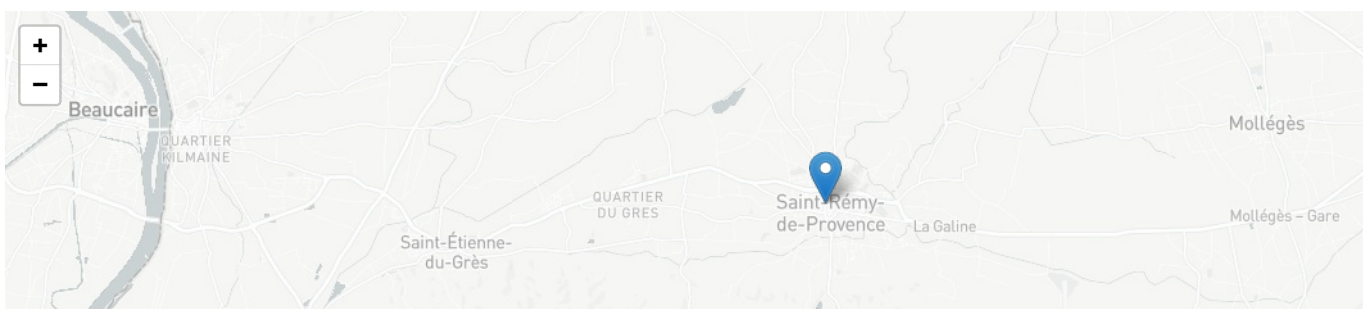 +
−
Beaucaire
QUARTIER
KILMAINE
Mollégès
QUARTIER
DU GRES
Saint-Rémy-
de-Provence
La Galine
Mollégès – Gare
Saint-Étienne-
du-Grès